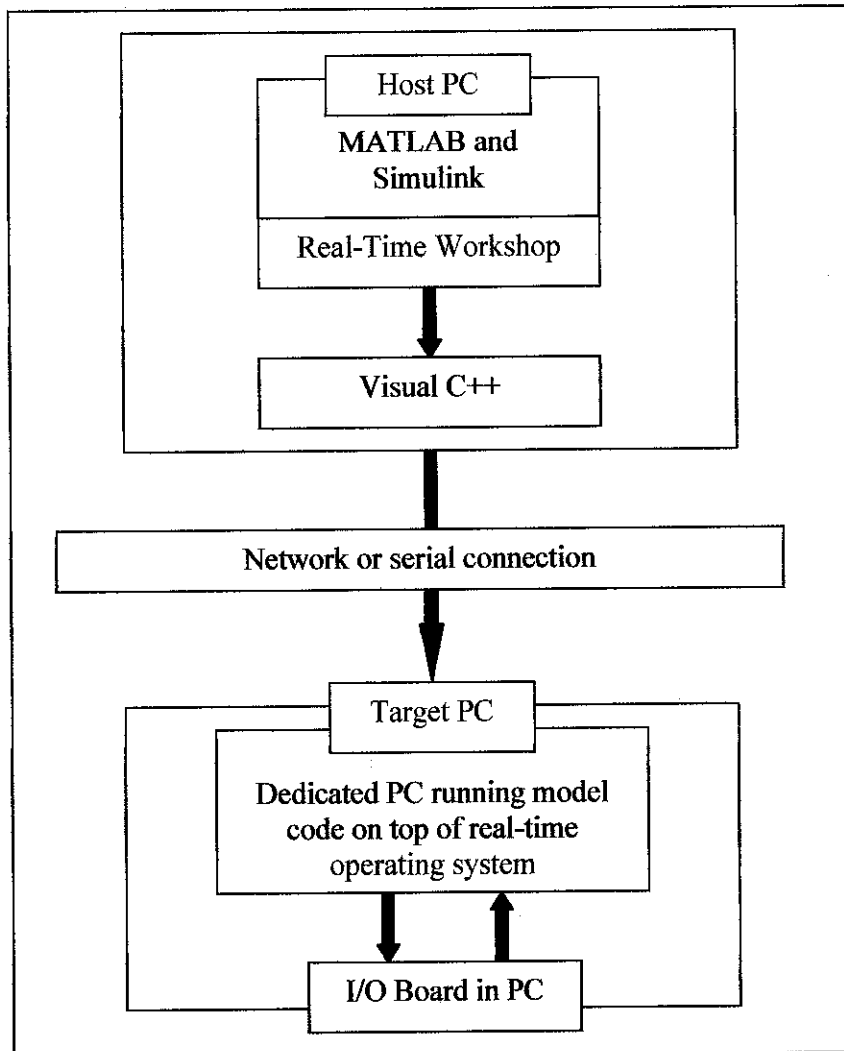 Host PC
MATLAB and
Simulink
Real-Time Workshop
Visual C++
Network or serial connection
Target PC
Dedicated PC running model
code on top of real-time
operating system
I/O Board in PC